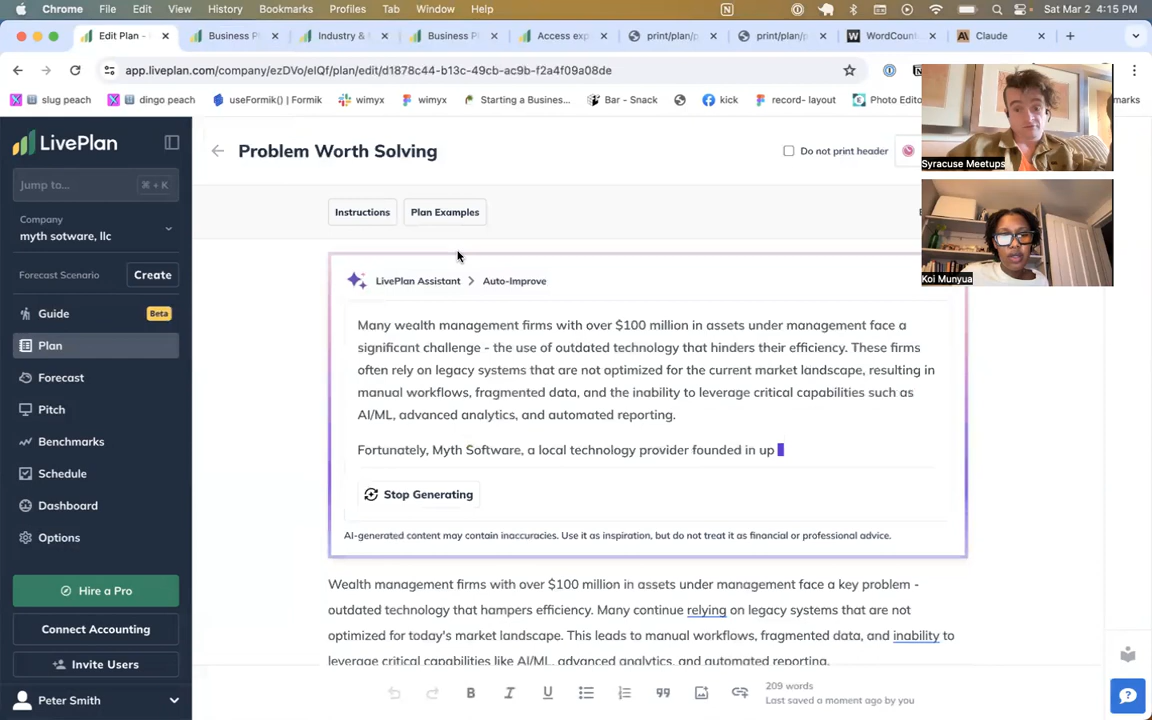 Chrome File Edit View History Bookmarks Profiles Tab Window Help Sat Mar 2 4:15 PM
Edit Plan - Business P Industry & Business P Access exp print/plan/p print/plan/p WordCoun Claude
app.liveplan.com/company/ezDVo/elQf/plan/edit/d1878c44-b13c-49cb-ac9b-f2a4f09a08de
slug peach dingo peach useFormik() | Formik wimyx wimyx Starting a Busines... Bar - Snack kick record- layout Photo Edito
LivePlan
Problem Worth Solving
Do not print header
Syracuse Meetups
Jump to... ⌘ + K
Company
myth sotware, llc
Instructions Plan Examples
Forecast Scenario Create
Koi Munyua
LivePlan Assistant > Auto-Improve
Guide Beta
Plan
Forecast
Pitch
Benchmarks
Schedule
Dashboard
Options
Hire a Pro
Connect Accounting
Invite Users
Peter Smith
Many wealth management firms with over $100 million in assets under management face a
significant challenge - the use of outdated technology that hinders their efficiency. These firms
often rely on legacy systems that are not optimized for the current market landscape, resulting in
manual workflows, fragmented data, and the inability to leverage critical capabilities such as
AI/ML, advanced analytics, and automated reporting.
Fortunately, Myth Software, a local technology provider founded in up
Stop Generating
AI-generated content may contain inaccuracies. Use it as inspiration, but do not treat it as financial or professional advice.
Wealth management firms with over $100 million in assets under management face a key problem -
outdated technology that hampers efficiency. Many continue relying on legacy systems that are not
optimized for today's market landscape. This leads to manual workflows, fragmented data, and inability to
leverage critical capabilities like AI/ML, advanced analytics, and automated reporting.
B I U
209 words
Last saved a moment ago by you